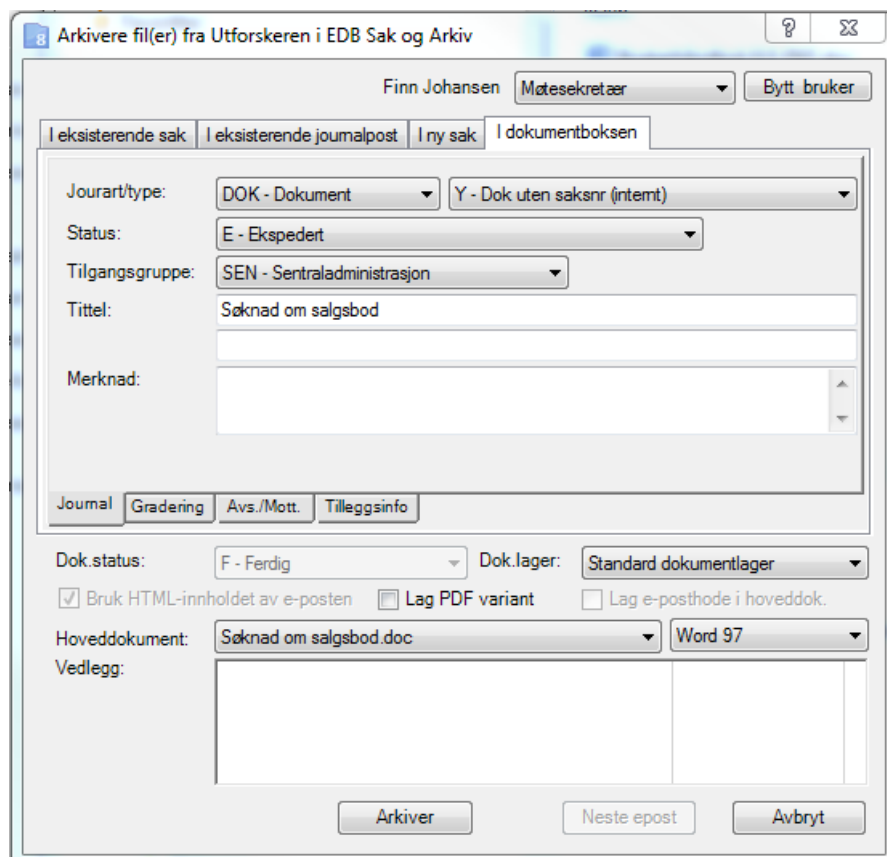 8 Arkivere fil(er) fra Utforskeren i EDB Sak og Arkiv ?
Finn Johansen Møtesekretær Bytt bruker
I eksisterende sak I eksisterende journalpost I ny sak I dokumentboksen
Jourart/type: DOK - Dokument Y - Dok uten saksnr (internt)
Status: E - Ekspedert
Tilgangsgruppe: SEN - Sentraladministrasjon
Tittel: Søknad om salgsbod
Merknad:
Journal Gradering Avs./Mott. Tilleggsinfo
Dok.status: F - Ferdig Dok.lager: Standard dokumentlager
Bruk HTML-innholdet av e-posten Lag PDF variant Lag e-posthode i hoveddok.
Hoveddokument: Søknad om salgsbod.doc Word 97
Vedlegg:
Arkiver Neste epost Avbryt